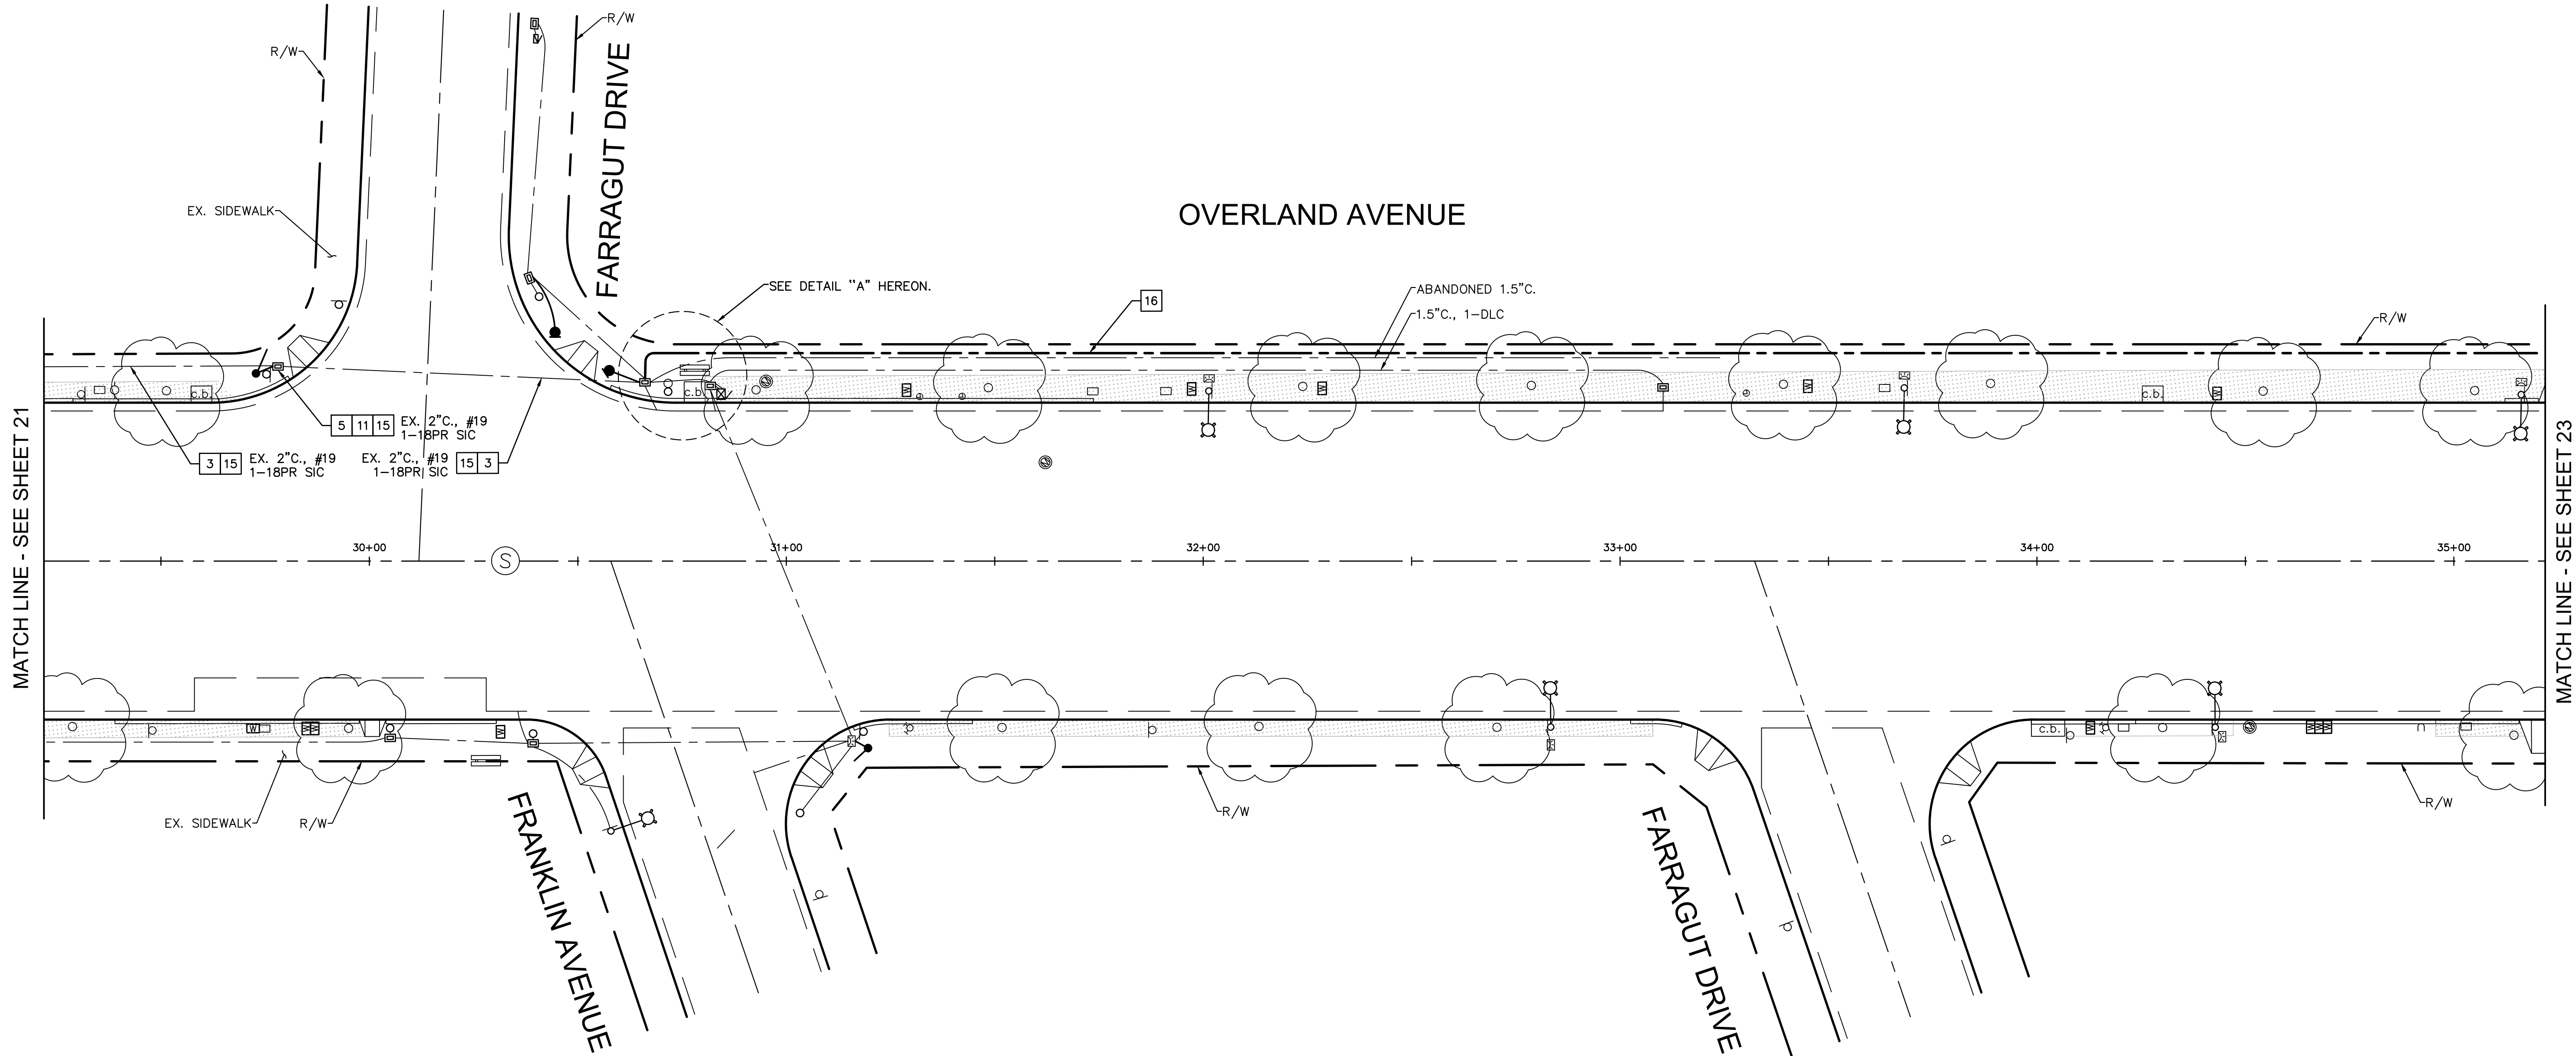 R/W
R/W
FARRAGUT DRIVE
EX. SIDEWALK
OVERLAND AVENUE
SEE DETAIL "A" HEREON.
16
ABANDONED 1.5"C.
1.5"C., 1-DLC
R/W
c.b.
c.b.
c.b.
5 11 15 EX. 2"C., #19
1-18PR SIC
3 15 EX. 2"C., #19
1-18PR SIC
EX. 2"C., #19 15 3
1-18PR SIC
MATCH LINE - SEE SHEET 21
MATCH LINE - SEE SHEET 23
30+00
S
31+00
32+00
33+00
34+00
35+00
W
c.b.
EX. SIDEWALK
R/W
FRANKLIN AVENUE
R/W
FARRAGUT DRIVE
R/W